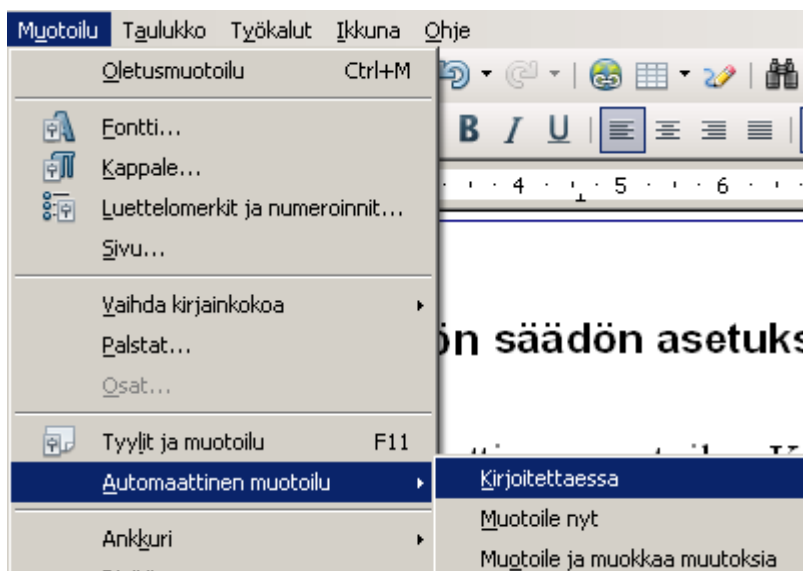 Muotoilu Taulukko Työkalut Ikkuna Ohje
Oletusmuotoilu Ctrl+M
Fontti...
B I U
Kappale...
4 5 6
Luettelomerkit ja numeroinnit...
Sivu...
Vaihda kirjainkokoa
Palstat...
ön säädön asetuks
Osat...
Tyylit ja muotoilu F11
Automaattinen muotoilu
Kirjoitettaessa
Muotoile nyt
Ankkuri
Muotoile ja muokkaa muutoksia